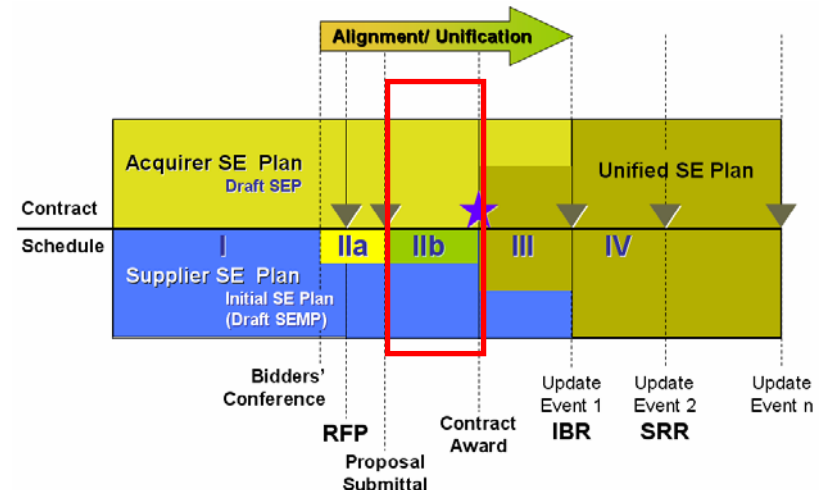 Alignment/ Unification
Acquirer SE Plan
Draft SEP
Unified SE Plan
Contract
Schedule
I
IIa
IIb
III
IV
Supplier SE Plan
Initial SE Plan
(Draft SEMP)
Bidders'
Conference
RFP
Proposal
Submittal
Contract
Award
Update
Event 1
IBR
Update
Event 2
SRR
Update
Event n